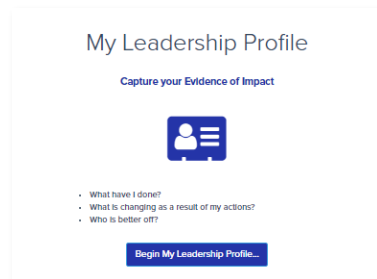 My Leadership Profile
Capture your Evidence of Impact
• What have I done?
• What is changing as a result of my actions?
• Who is better off?
Begin My Leadership Profile...